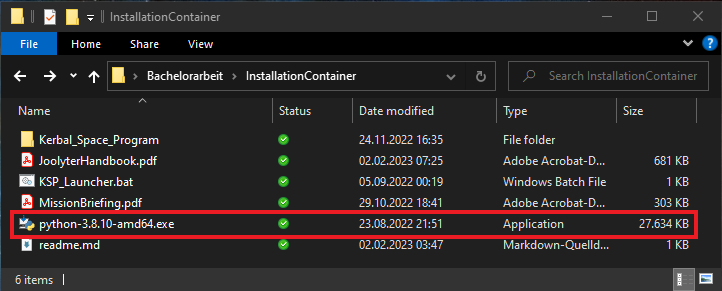 InstallationContainer
File Home Share View
Bachelorarbeit InstallationContainer Search InstallationContainer
Name Status Date modified Type Size
Kerbal_Space_Program 24.11.2022 16:35 File folder
JoolyterHandbook.pdf 02.02.2023 07:25 Adobe Acrobat-D... 681 KB
KSP_Launcher.bat 05.09.2022 00:19 Windows Batch File 1 KB
MissionBriefing.pdf 29.10.2022 18:41 Adobe Acrobat-D... 303 KB
python-3.8.10-amd64.exe 23.08.2022 21:51 Application 27.634 KB
readme.md 02.02.2023 03:47 Markdown-Quelld... 1 KB
6 items